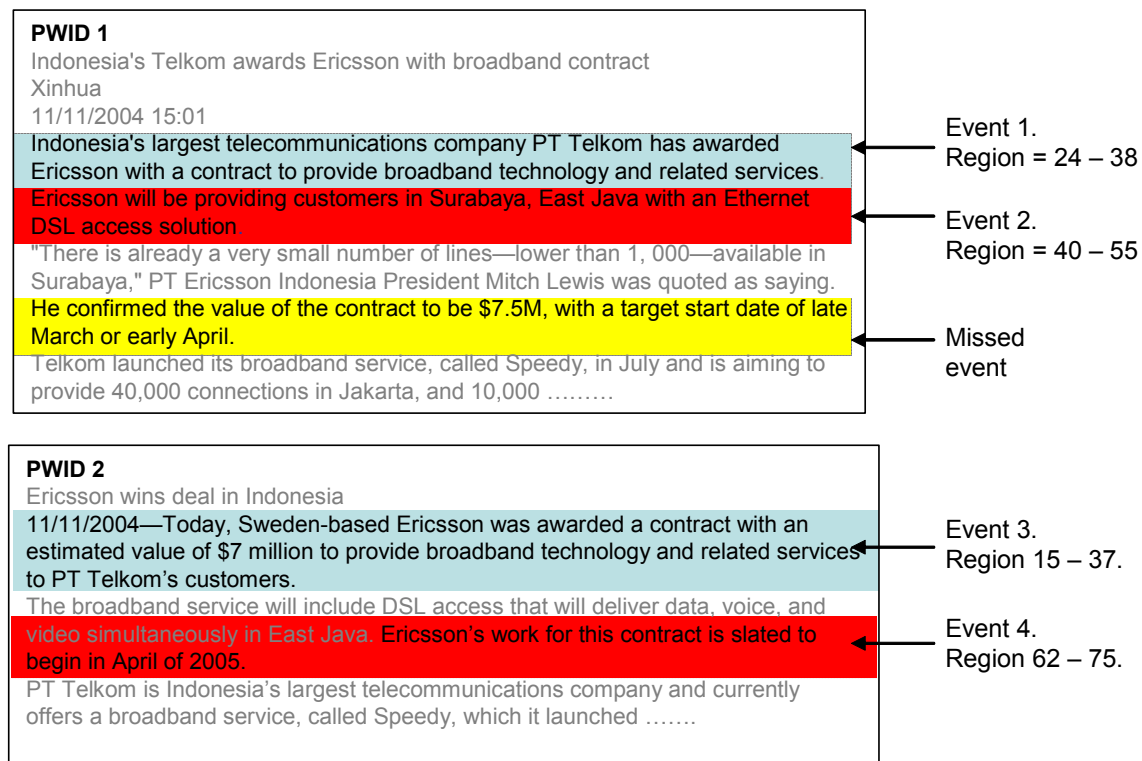 PWID 1
Indonesia's Telkom awards Ericsson with broadband contract
Xinhua
11/11/2004 15:01
Indonesia's largest telecommunications company PT Telkom has awarded
Ericsson with a contract to provide broadband technology and related services.
Ericsson will be providing customers in Surabaya, East Java with an Ethernet
DSL access solution.
"There is already a very small number of lines—lower than 1, 000—available in
Surabaya," PT Ericsson Indonesia President Mitch Lewis was quoted as saying.
He confirmed the value of the contract to be $7.5M, with a target start date of late
March or early April.
Telkom launched its broadband service, called Speedy, in July and is aiming to
provide 40,000 connections in Jakarta, and 10,000 ………
Event 1.
Region = 24 – 38
Event 2.
Region = 40 – 55
Missed
event
PWID 2
Ericsson wins deal in Indonesia
11/11/2004—Today, Sweden-based Ericsson was awarded a contract with an
estimated value of $7 million to provide broadband technology and related services
to PT Telkom’s customers.
The broadband service will include DSL access that will deliver data, voice, and
video simultaneously in East Java. Ericsson’s work for this contract is slated to
begin in April of 2005.
PT Telkom is Indonesia’s largest telecommunications company and currently
offers a broadband service, called Speedy, which it launched …….
Event 3.
Region 15 – 37.
Event 4.
Region 62 – 75.